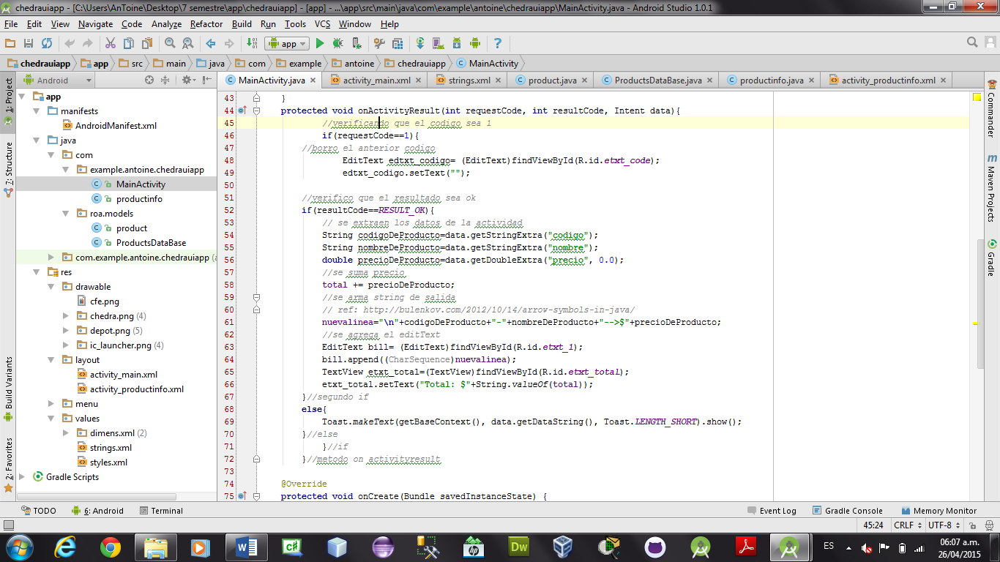 chedrauiapp - [C:\Users\AnToine\Desktop\7 semestre\app\chedrauiapp] - [app] - ...\app\src\main\java\com\example\antoine\chedrauiapp\MainActivity.java - Android Studio 1.0.1
File Edit View Navigate Code Analyze Refactor Build Run Tools VCS Window Help
app
chedrauiapp app src main java com example antoine chedrauiapp MainActivity
Android
MainActivity.java activity_main.xml strings.xml product.java ProductsDataBase.java productinfo.java activity_productinfo.xml
1: Project
7: Structure
Build Variants
2: Favorites
app
manifests
AndroidManifest.xml
java
com
example.antoine.chedrauiapp
MainActivity
productinfo
roa.models
product
ProductsDataBase
com.example.antoine.chedrauiapp (a
res
drawable
cfe.png
chedra.png (4)
depot.png (5)
ic_launcher.png (4)
layout
activity_main.xml
activity_productinfo.xml
menu
values
dimens.xml (2)
strings.xml
styles.xml
Gradle Scripts
43 }
44 protected void onActivityResult(int requestCode, int resultCode, Intent data){
45 //verificando que el codigo sea 1
46 if(requestCode==1){
47 //borro el anterior codigo
48 EditText edtxt_codigo= (EditText)findViewById(R.id.etxt_code);
49 edtxt_codigo.setText("");
50
51 //verifico que el resultado sea ok
52 if(resultCode==RESULT_OK){
53 // se extraen los datos de la actividad
54 String codigoDeProducto=data.getStringExtra("codigo");
55 String nombreDeProducto=data.getStringExtra("nombre");
56 double precioDeProducto=data.getDoubleExtra("precio", 0.0);
57 //se suma precio
58 total += precioDeProducto;
59 //se arma string de salida
60 // ref: http://bulenkov.com/2012/10/14/arrow-symbols-in-java/
61 nuevalinea="\n"+codigoDeProducto+"-"+nombreDeProducto+"-->$"+precioDeProducto;
62 //se agrega el editText
63 EditText bill= (EditText)findViewById(R.id.etxt_1);
64 bill.append((CharSequence)nuevalinea);
65 TextView etxt_total=(TextView)findViewById(R.id.etxt_total);
66 etxt_total.setText("Total: $"+String.valueOf(total));
67 }//segundo if
68 else{
69 Toast.makeText(getBaseContext(), data.getDataString(), Toast.LENGTH_SHORT).show();
70 }//else
71 }//if
72 }//metodo on activityresult
73
74 @Override
75 protected void onCreate(Bundle savedInstanceState) {
Commander
Maven Projects
Gradle
TODO 6: Android Terminal Event Log Gradle Console Memory Monitor
45:24 CRLF UTF-8
ES
06:07 a.m.
26/04/2015